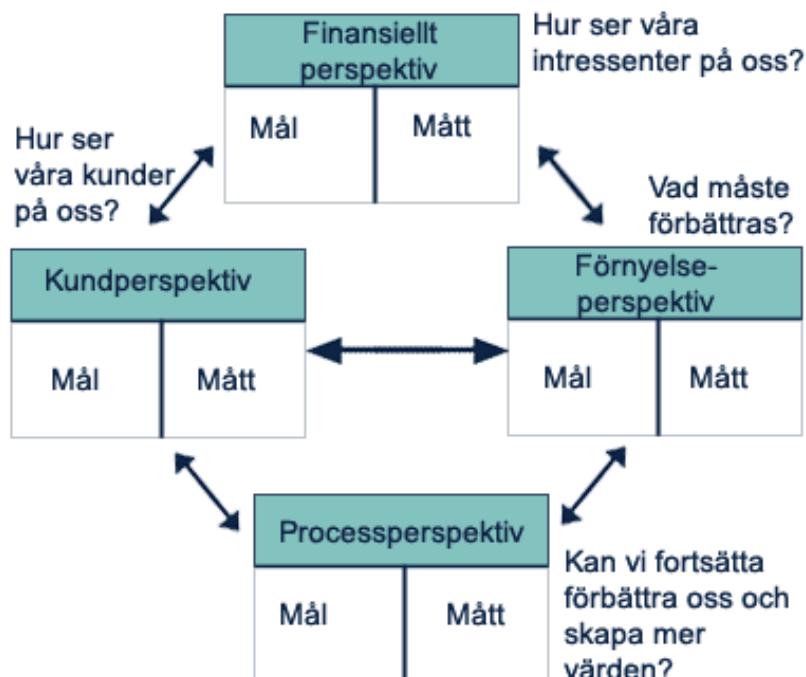 Finansiellt
perspektiv
Hur ser våra
intressenter på oss?
Mål
Mått
Hur ser
våra kunder
på oss?
Vad måste
förbättras?
Kundperspektiv
Mål
Mått
Förnyelse-
perspektiv
Mål
Mått
Processperspektiv
Mål
Mått
Kan vi fortsätta
förbättra oss och
skapa mer
värden?